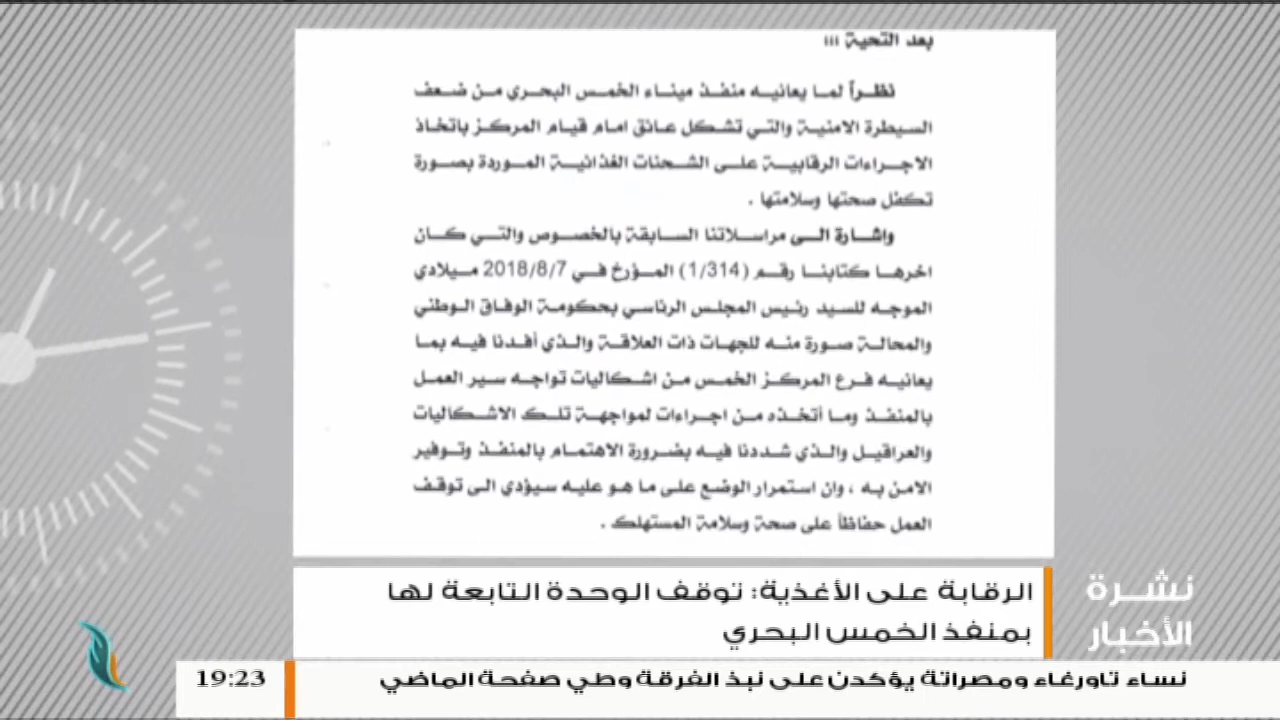 بعد التحية ،،،
نظراً لما يعانيه منفذ ميناء الخمس البحري من ضعف
السيطرة الامنية والتي تشكل عائق امام قيام المركز باتخاذ
الاجراءات الرقابية على الشحنات الغذائية الموردة بصورة
تكفل صحتها وسلامتها .
واشارة الى مراسلاتنا السابقة بالخصوص والتي كان
اخرها كتابنا رقم (1/314) المؤرخ في 2018/8/7 ميلادي
الموجه للسيد رئيس المجلس الرئاسي بحكومة الوفاق الوطني
والمحالة صورة منه للجهات ذات العلاقة والذي أفدنا فيه بما
يعانيه فرع المركز الخمس من اشكاليات تواجه سير العمل
بالمنفذ وما أتخذه من اجراءات لمواجهة تلك الاشكاليات
والعراقيل والذي شددنا فيه بضرورة الاهتمام بالمنفذ وتوفير
الامن به ، وان استمرار الوضع على ما هو عليه سيؤدي الى توقف
العمل حفاظاً على صحة وسلامة المستهلك .
الرقابة على الأغذية: توقف الوحدة التابعة لها
بمنفذ الخمس البحري
نشرة
الأخبار
نساء تاورغاء ومصراتة يؤكدن على نبذ الفرقة وطي صفحة الماضي
19:23